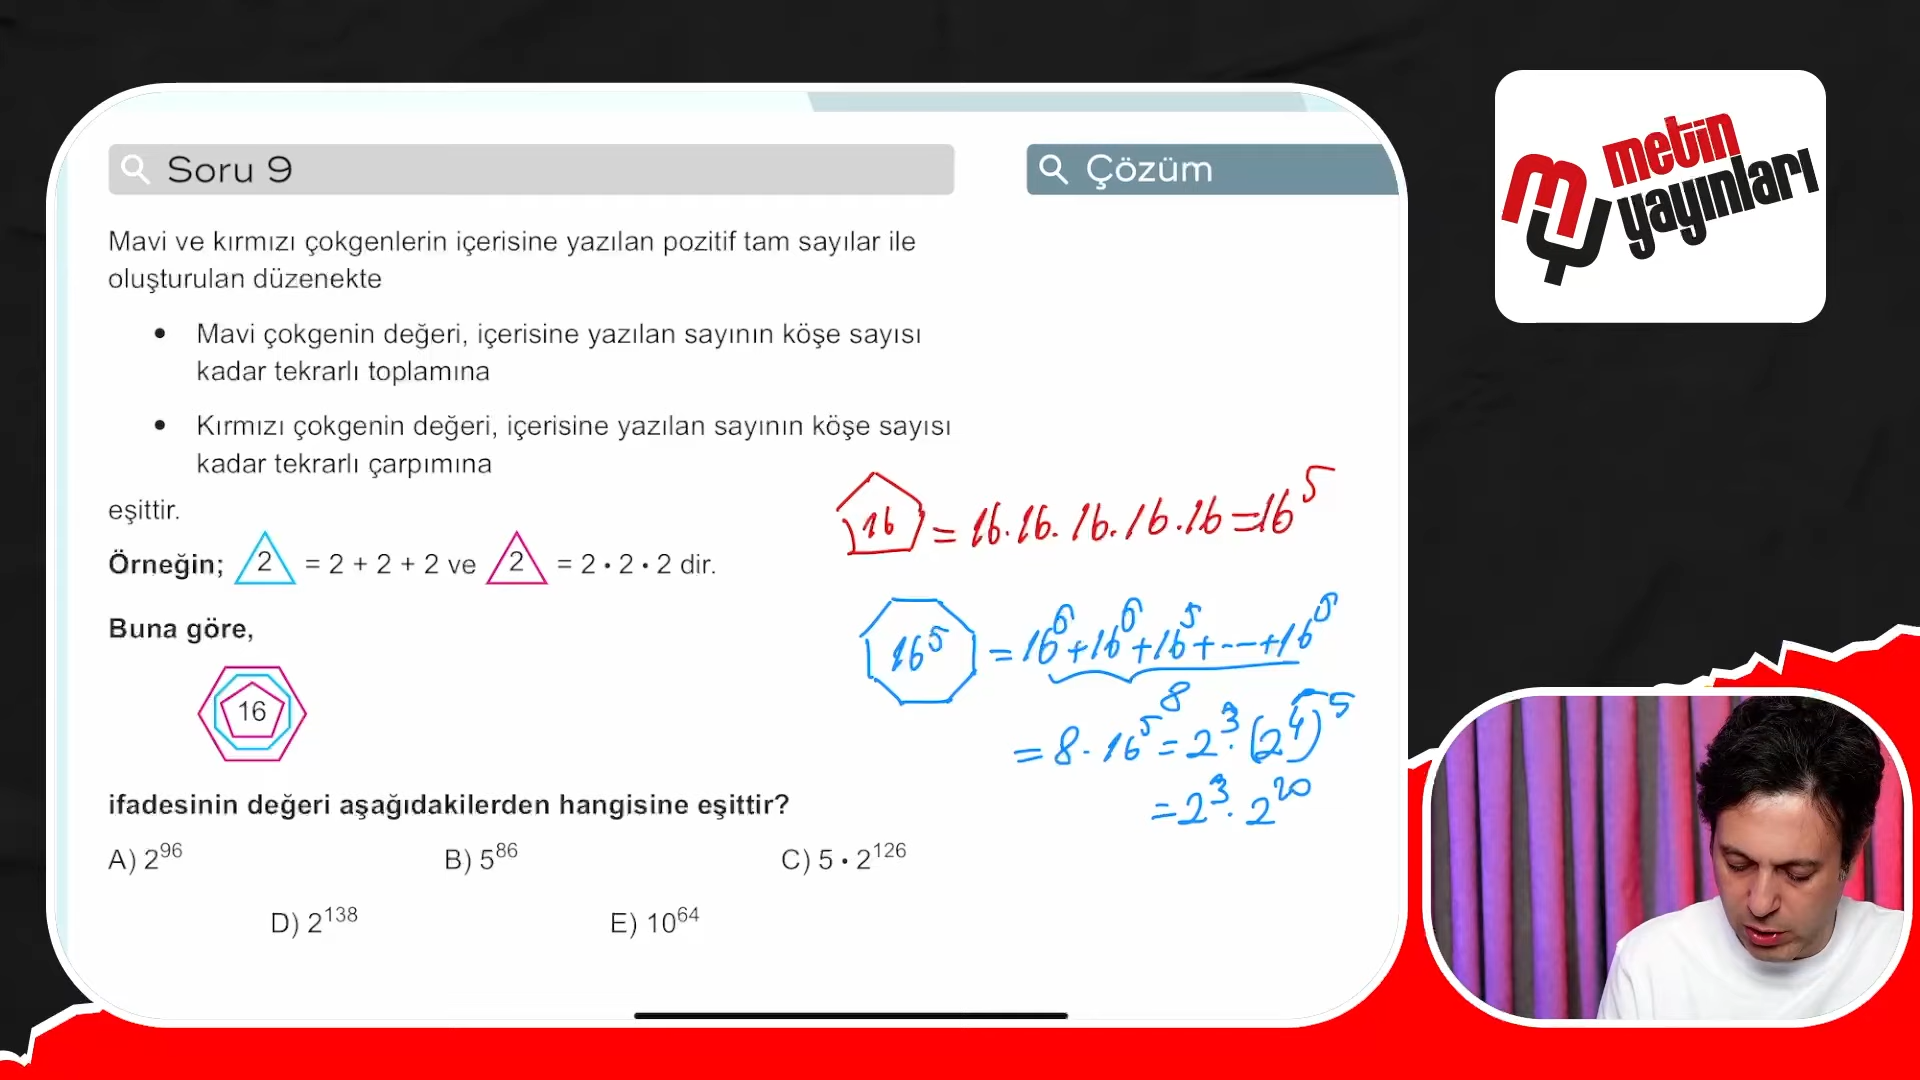 Soru 9
Mavi ve kırmızı çokgenlerin içerisine yazılan pozitif tam sayılar ile
oluşturulan düzenekte
• Mavi çokgenin değeri, içerisine yazılan sayının köşe sayısı
kadar tekrarlı toplamına
• Kırmızı çokgenin değeri, içerisine yazılan sayının köşe sayısı
kadar tekrarlı çarpımına
eşittir.
Örneğin; 2 = 2 + 2 + 2 ve 2 = 2 • 2 • 2 dir.
Buna göre,
16
ifadesinin değeri aşağıdakilerden hangisine eşittir?
A) 2^96 B) 5^86 C) 5 • 2^126
D) 2^138 E) 10^64
Çözüm
16 = 16.16.16.16.16=16^5
16^5 = 16^5+16^5+16^5+---+16^5
8
= 8.16^5=2^3.(2^4)^5
=2^3.2^20
metin
yayınları